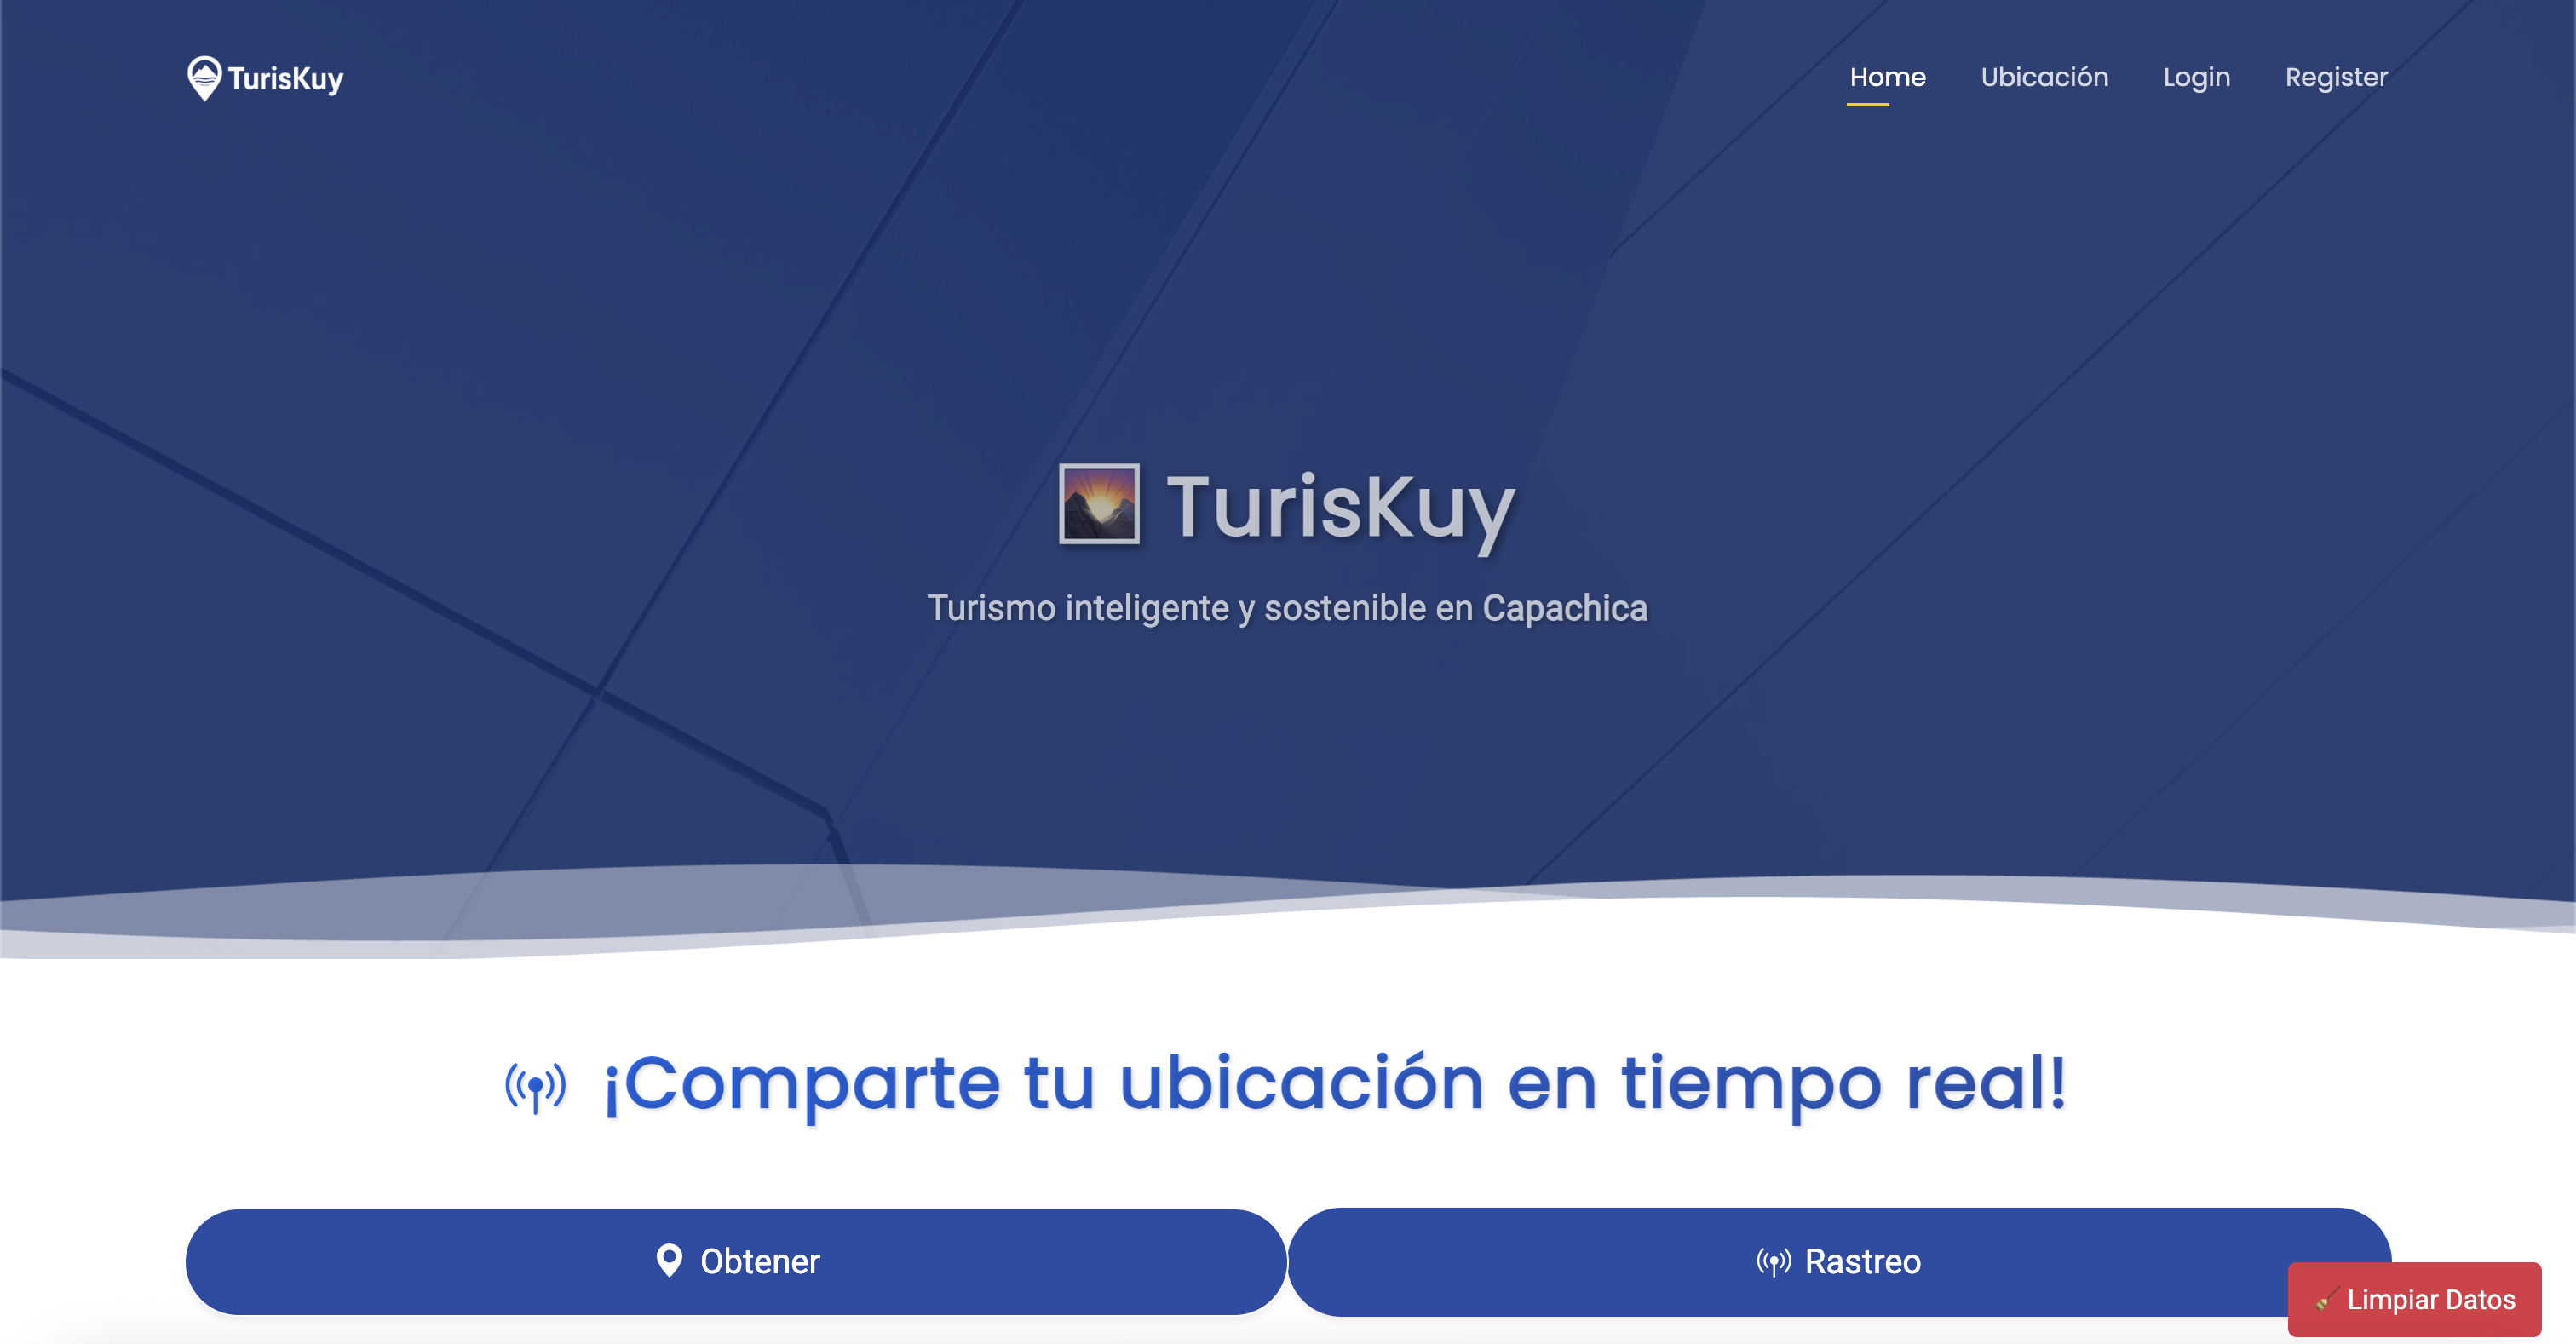 TurisKuy
Home Ubicación Login Register
TurisKuy
Turismo inteligente y sostenible en Capachica
¡Comparte tu ubicación en tiempo real!
Obtener
Rastreo
Limpiar Datos